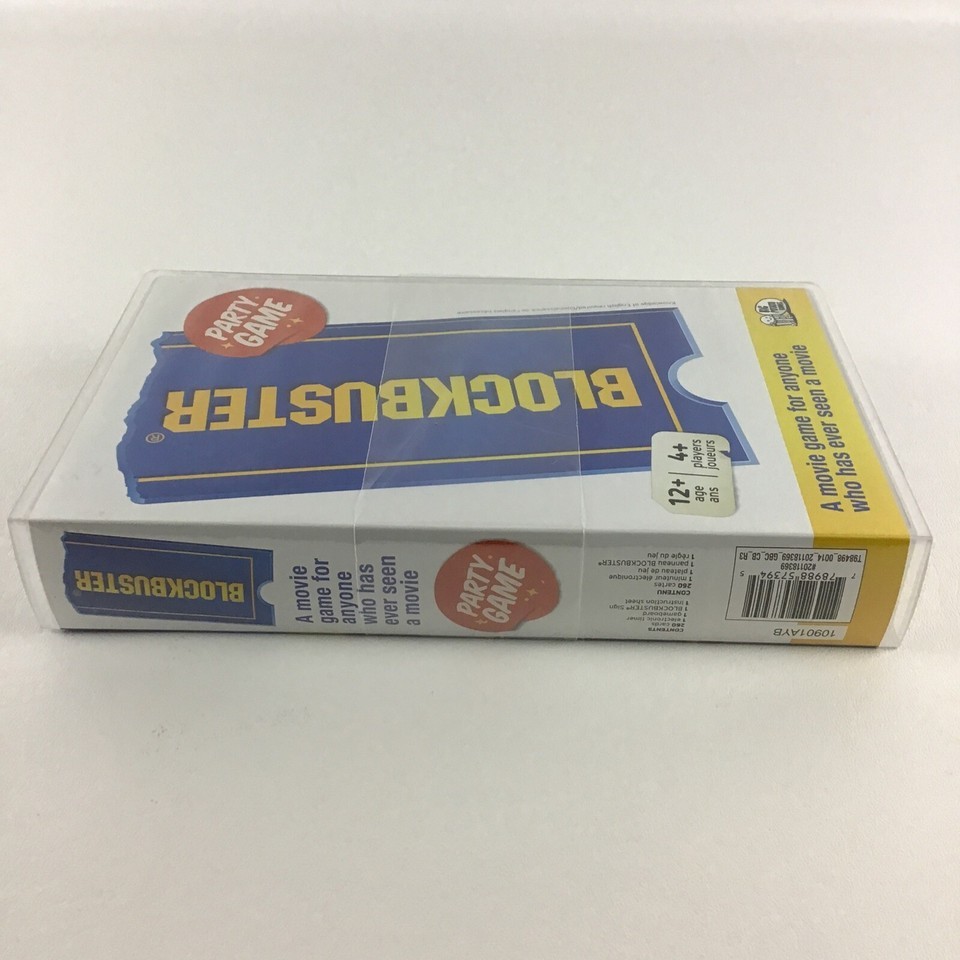 PARTY
GAME
BLOCKBUSTER®
12+ 4+
age players
ans joueurs
A movie game for anyone
who has ever seen a movie
BLOCKBUSTER
A movie
game for
anyone
who has
ever seen
a movie
PARTY
GAME
CONTENTS
260 cards
1 electronic timer
1 gameboard
1 BLOCKBUSTER® Sign
1 instruction sheet
CONTENU
260 cartes
1 minuteur électronique
1 plateau de jeu
1 panneau BLOCKBUSTER®
1 règle du jeu
T98498_0014_20118369_GBC_CB_R3
#20118369
10901AYB